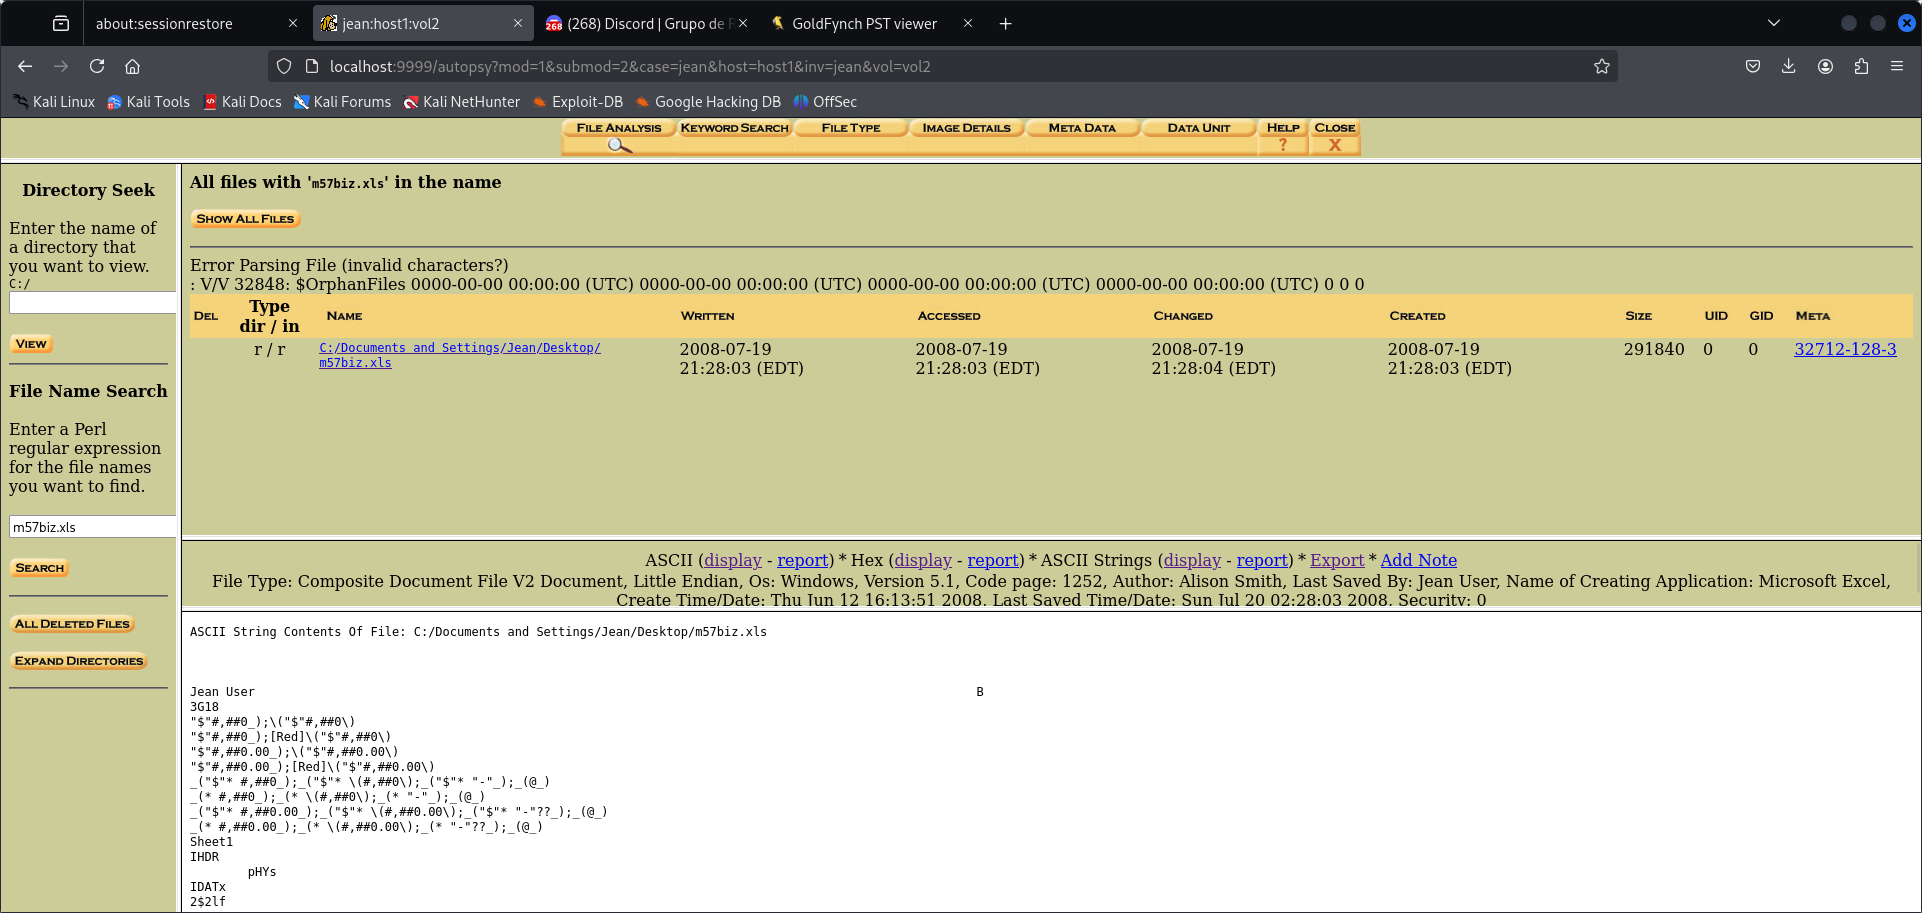 about:sessionrestore
jean:host1:vol2
(268) Discord | Grupo de
GoldFynch PST viewer
localhost:9999/autopsy?mod=1&submod=2&case=jean&host=host1&inv=jean&vol=vol2
Kali Linux
Kali Tools
Kali Docs
Kali Forums
Kali NetHunter
Exploit-DB
Google Hacking DB
OffSec
FILE ANALYSIS
KEYWORD SEARCH
FILE TYPE
IMAGE DETAILS
META DATA
DATA UNIT
HELP
?
CLOSE
X
Directory Seek
Enter the name of
a directory that
you want to view.
C:/
VIEW
File Name Search
Enter a Perl
regular expression
for the file names
you want to find.
m57biz.xls
SEARCH
ALL DELETED FILES
EXPAND DIRECTORIES
All files with 'm57biz.xls' in the name
SHOW ALL FILES
Error Parsing File (invalid characters?)
: V/V 32848: $OrphanFiles 0000-00-00 00:00:00 (UTC) 0000-00-00 00:00:00 (UTC) 0000-00-00 00:00:00 (UTC) 0000-00-00 00:00:00 (UTC) 0 0 0
DEL Type dir / in NAME WRITTEN ACCESSED CHANGED CREATED SIZE UID GID META
r / r C:/Documents and Settings/Jean/Desktop/ 2008-07-19 2008-07-19 2008-07-19 2008-07-19 291840 0 0 32712-128-3
m57biz.xls 21:28:03 (EDT) 21:28:03 (EDT) 21:28:04 (EDT) 21:28:03 (EDT)
ASCII (display - report) * Hex (display - report) * ASCII Strings (display - report) * Export * Add Note
File Type: Composite Document File V2 Document, Little Endian, Os: Windows, Version 5.1, Code page: 1252, Author: Alison Smith, Last Saved By: Jean User, Name of Creating Application: Microsoft Excel,
Create Time/Date: Thu Jun 12 16:13:51 2008, Last Saved Time/Date: Sun Jul 20 02:28:03 2008, Security: 0
ASCII String Contents Of File: C:/Documents and Settings/Jean/Desktop/m57biz.xls
Jean User B
3G18
"$"#,##0_);\("$"#,##0\)
"$"#,##0_);[Red]\("$"#,##0\)
"$"#,##0.00_);\("$"#,##0.00\)
"$"#,##0.00_);[Red]\("$"#,##0.00\)
_("$"* #,##0_);_("$"* \(#,##0\);_("$"* "-"_);_(@_)
_(* #,##0_);_(* \(#,##0\);_(* "-"_);_(@_)
_("$"* #,##0.00_);_("$"* \(#,##0.00\);_("$"* "-"??_);_(@_)
_(* #,##0.00_);_(* \(#,##0.00\);_(* "-"??_);_(@_)
Sheet1
IHDR
pHYs
IDATx
2$2lf